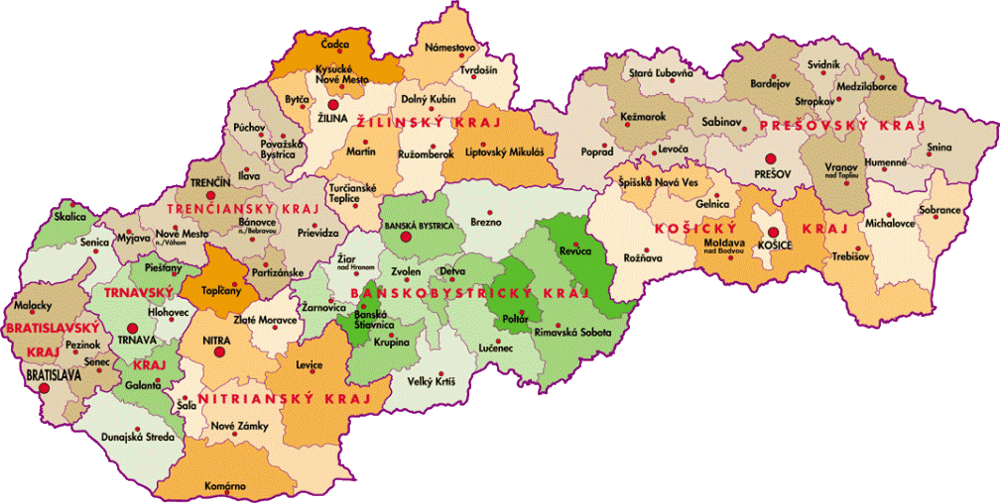 Čadca
Kysucké
Nové Mesto
Námestovo
Tvrdošín
Bytča
ŽILINA
Dolný Kubín
ŽILINSKÝ KRAJ
Martin
Ružomberok
Liptovský Mikuláš
Turčianske
Teplice
Púchov
Považská
Bystrica
Ilava
TRENČÍN
TRENČIANSKY KRAJ
Myjava
Nové Mesto
n./Váhom
Bánovce
n./Bebravou
Prievidza
Partizánske
Stará Ľubovňa
Bardejov
Svidník
Medzilaborce
Stropkov
Kežmarok
Sabinov
PREŠOVSKÝ KRAJ
Poprad
Levoča
PREŠOV
Vranov
nad Topľou
Humenné
Snina
Spišská Nová Ves
Gelnica
KOŠICKÝ KRAJ
Rožňava
Moldava
nad Bodvou
KOŠICE
Trebišov
Michalovce
Sobrance
Skalica
Senica
Piešťany
TRNAVSKÝ
Hlohovec
TRNAVA
KRAJ
Galanta
Dunajská Streda
Malacky
BRATISLAVSKÝ
KRAJ
Pezinok
Senec
BRATISLAVA
Topľčany
Zlaté Moravce
NITRA
Levice
Šaľa
NITRIANSKÝ KRAJ
Nové Zámky
Komárno
BANSKÁ BYSTRICA
Brezno
Revúca
Žiar
nad Hronom
Zvolen
Detva
BANSKOBYSTRICKÝ KRAJ
Žarnovica
Banská
Štiavnica
Krupina
Poltár
Rimavská Sobota
Lučenec
Veľký Krtíš